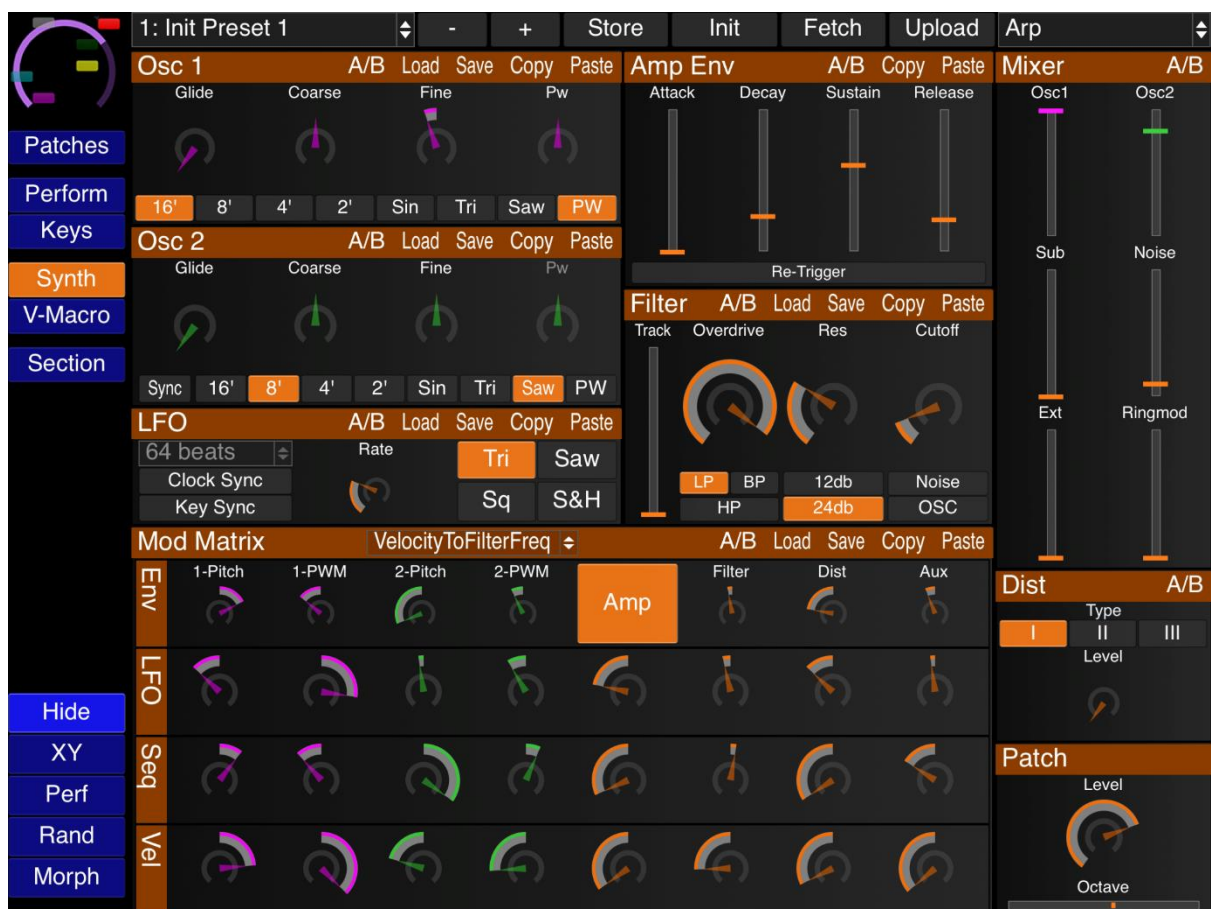 1: Init Preset 1 - + Store Init Fetch Upload Arp
Osc 1 A/B Load Save Copy Paste
Glide Coarse Fine Pw
16' 8' 4' 2' Sin Tri Saw PW
Osc 2 A/B Load Save Copy Paste
Glide Coarse Fine Pw
Sync 16' 8' 4' 2' Sin Tri Saw PW
LFO A/B Load Save Copy Paste
64 beats Rate Tri Saw
Clock Sync
Key Sync Sq S&H
Amp Env A/B Copy Paste
Attack Decay Sustain Release
Re-Trigger
Filter A/B Load Save Copy Paste
Track Overdrive Res Cutoff
LP BP 12db Noise
HP 24db OSC
Mixer A/B
Osc1 Osc2
Sub Noise
Ext Ringmod
Mod Matrix VelocityToFilterFreq A/B Load Save Copy Paste
Env 1-Pitch 1-PWM 2-Pitch 2-PWM Amp Filter Dist Aux
LFO
Seq
Vel
Dist A/B
Type
I II III
Level
Patch
Level
Octave
Patches
Perform
Keys
Synth
V-Macro
Section
Hide
XY
Perf
Rand
Morph